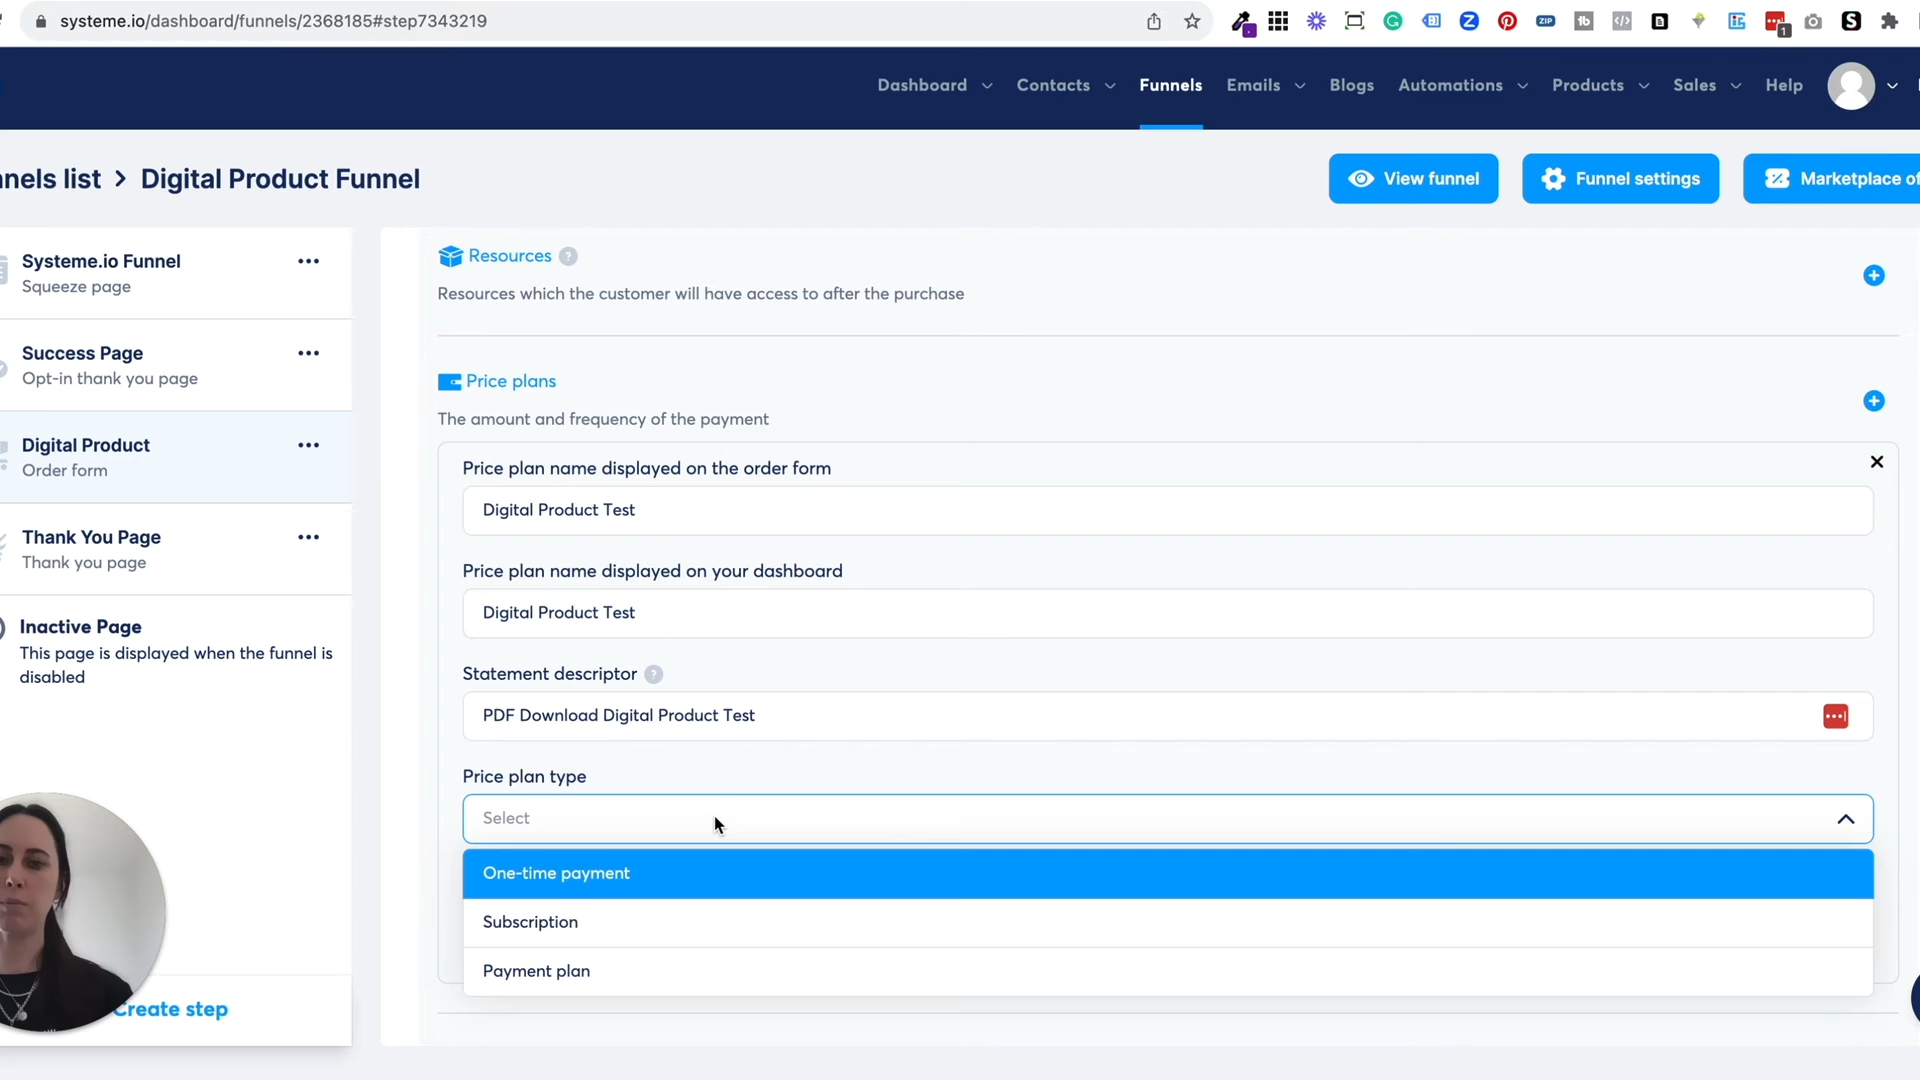 systeme.io/dashboard/funnels/2368185#step7343219
ZIP
1
Dashboard
Contacts
Funnels
Emails
Blogs
Automations
Products
Sales
Help
nnels list > Digital Product Funnel
View funnel
Funnel settings
Marketplace of
Systeme.io Funnel
Squeeze page
Success Page
Opt-in thank you page
Digital Product
Order form
Thank You Page
Thank you page
Inactive Page
This page is displayed when the funnel is
disabled
Create step
Resources ?
Resources which the customer will have access to after the purchase
Price plans
The amount and frequency of the payment
Price plan name displayed on the order form
Digital Product Test
Price plan name displayed on your dashboard
Digital Product Test
Statement descriptor ?
PDF Download Digital Product Test
Price plan type
Select
One-time payment
Subscription
Payment plan